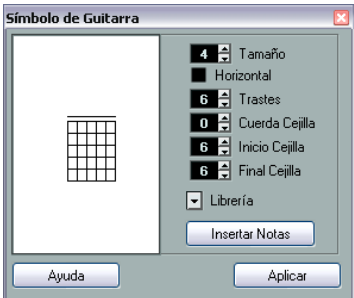 Símbolo de Guitarra
4 Tamaño
Horizontal
6 Trastes
0 Cuerda Cejilla
6 Inicio Cejilla
6 Final Cejilla
Librería
Insertar Notas
Ayuda Aplicar